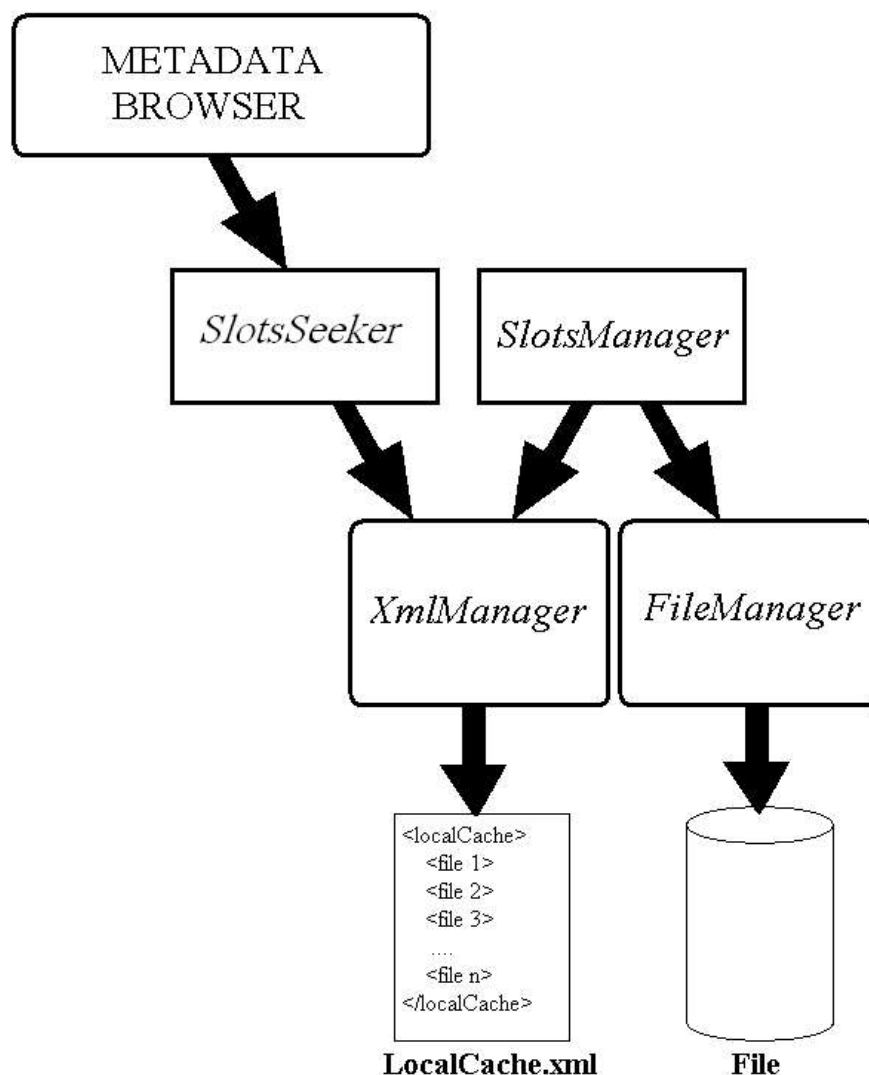 METADATA
BROWSER
SlotsSeeker
SlotsManager
XmlManager
FileManager
<localCache>
<file 1>
<file 2>
<file 3>
....
<file n>
</localCache>
LocalCache.xml
File